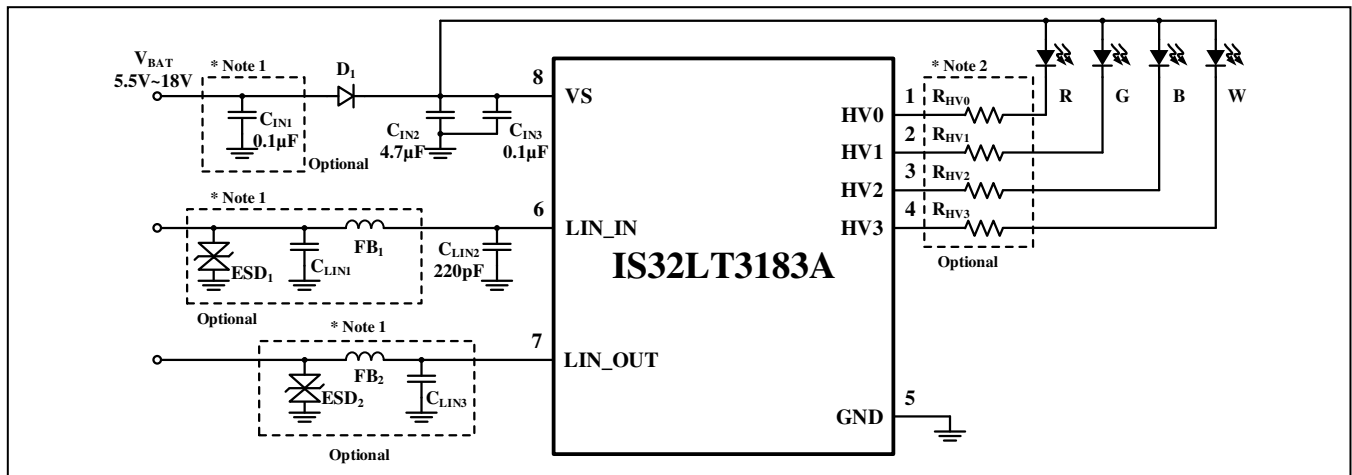 V_BAT
5.5V~18V
* Note 1
D₁
8
VS
C_IN1
0.1µF
Optional
C_IN2
4.7µF
C_IN3
0.1µF
* Note 1
6
LIN_IN
ESD₁
C_LIN1
FB₁
C_LIN2
220pF
Optional
* Note 1
7
LIN_OUT
FB₂
ESD₂
C_LIN3
Optional
IS32LT3183A
* Note 2
1
HV0
R_HV0
R
G
B
W
2
HV1
R_HV1
3
HV2
R_HV2
4
HV3
R_HV3
Optional
5
GND